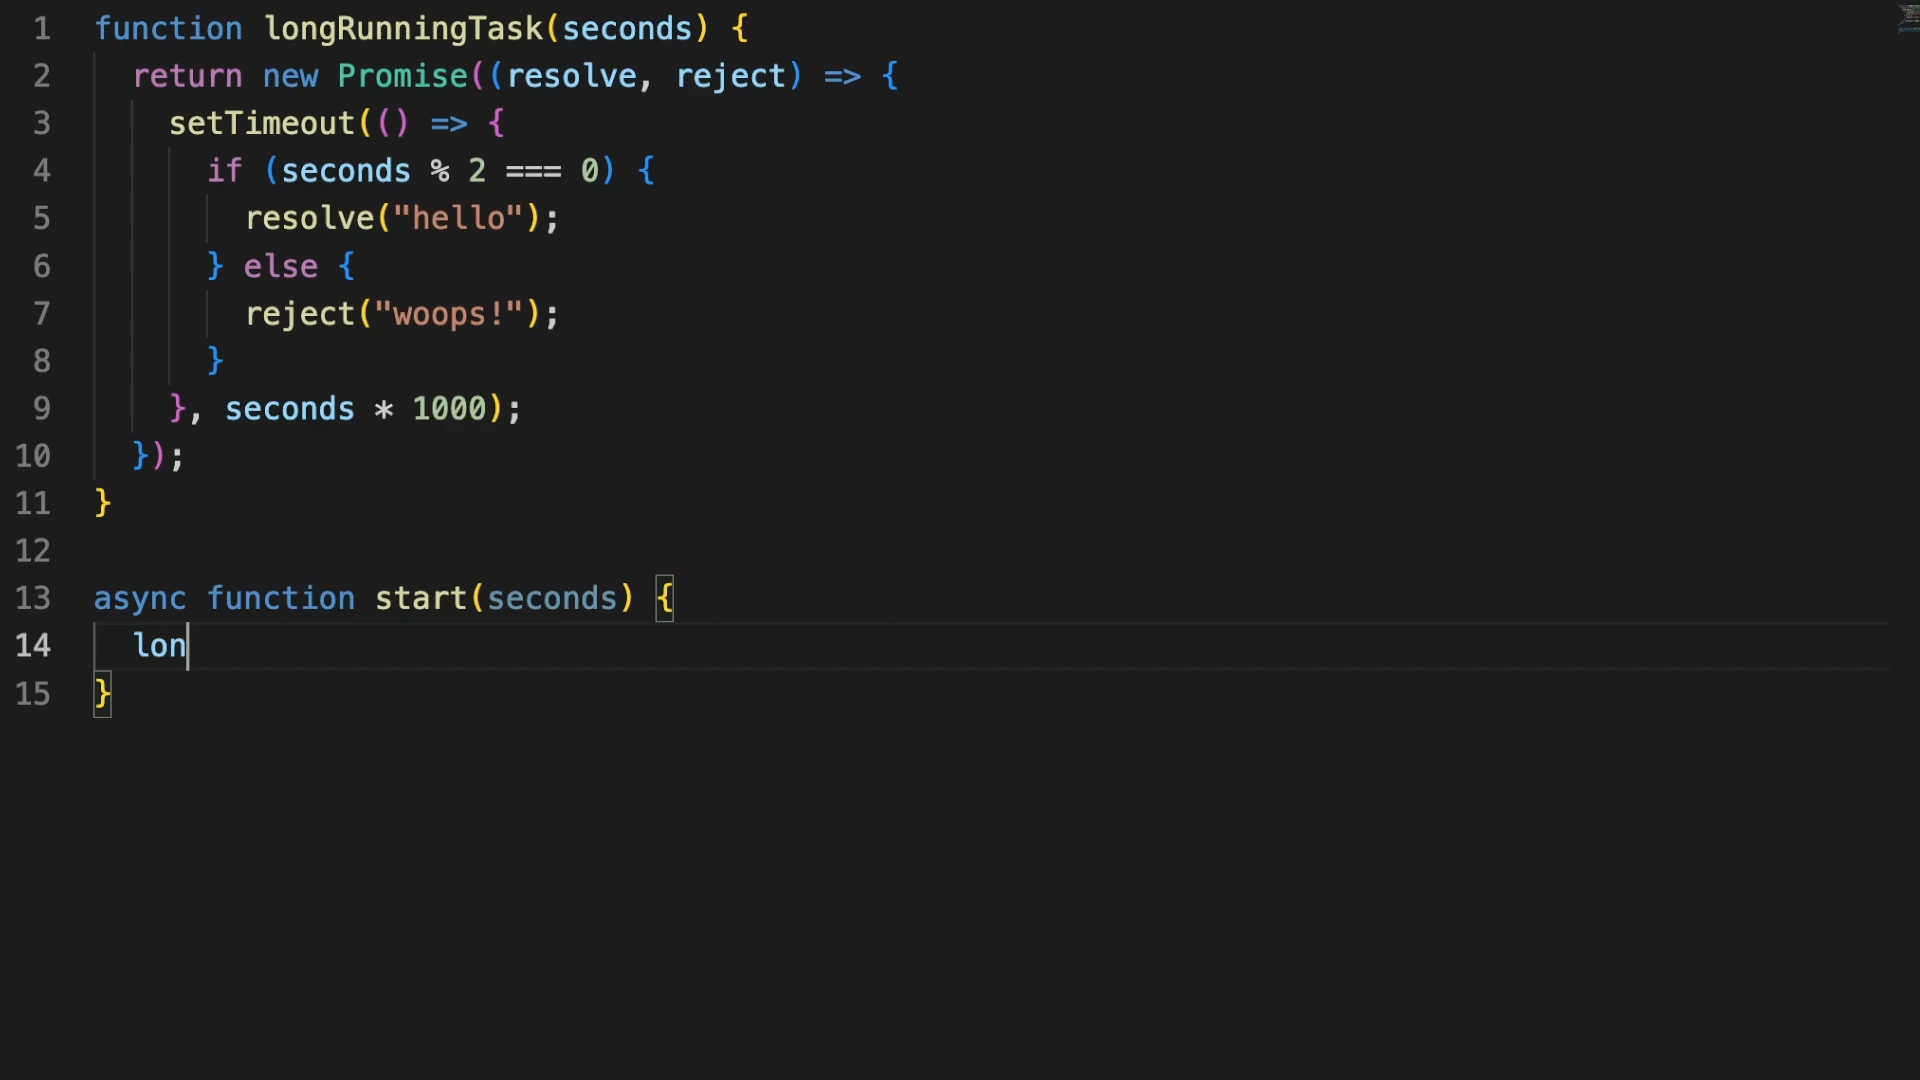 1 function longRunningTask(seconds) {
2   return new Promise((resolve, reject) => {
3     setTimeout(() => {
4       if (seconds % 2 === 0) {
5         resolve("hello");
6       } else {
7         reject("woops!");
8       }
9     }, seconds * 1000);
10   });
11 }
12
13 async function start(seconds) {
14   lon
15 }